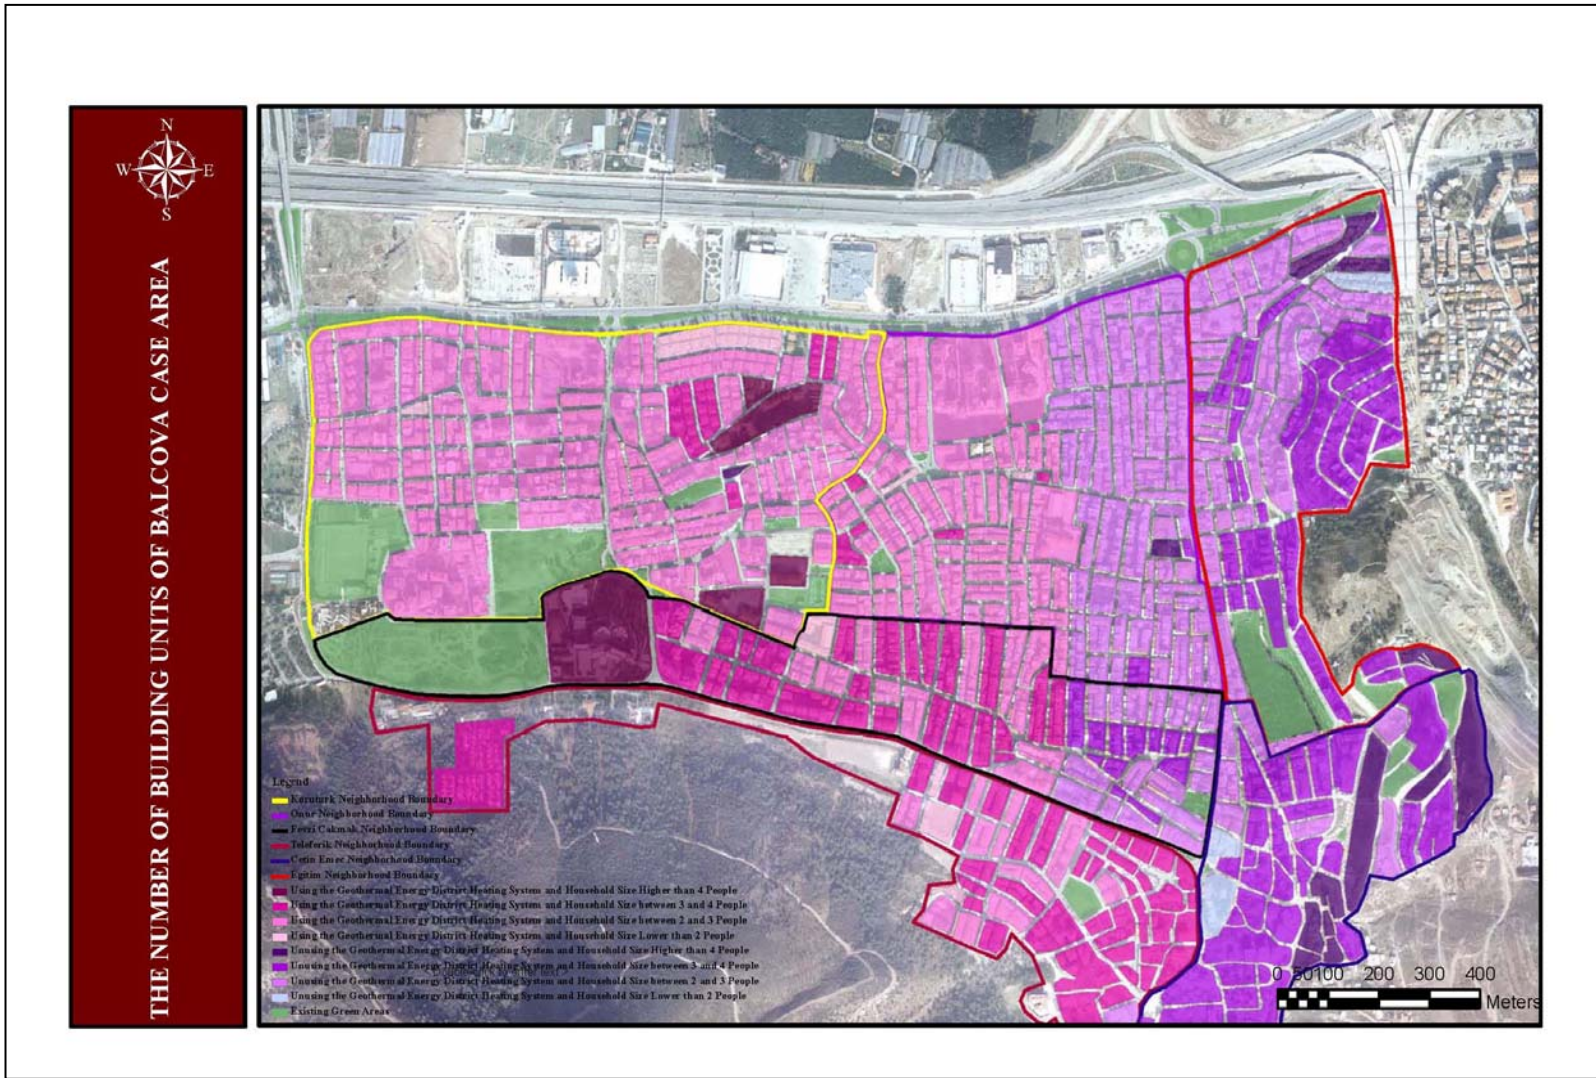 THE NUMBER OF BUILDING UNITS OF BALCOVA CASE AREA
N
W E
S
Legend
Koruturk Neighborhood Boundary
Onur Neighborhood Boundary
Fevzi Cakmak Neighborhood Boundary
Teleferik Neighborhood Boundary
Cetin Emec Neighborhood Boundary
Egitim Neighborhood Boundary
Using the Geothermal Energy District Heating System and Household Size Higher than 4 People
Using the Geothermal Energy District Heating System and Household Size between 3 and 4 People
Using the Geothermal Energy District Heating System and Household Size between 2 and 3 People
Using the Geothermal Energy District Heating System and Household Size Lower than 2 People
Unusing the Geothermal Energy District Heating System and Household Size Higher than 4 People
Unusing the Geothermal Energy District Heating System and Household Size between 3 and 4 People
Unusing the Geothermal Energy District Heating System and Household Size between 2 and 3 People
Unusing the Geothermal Energy District Heating System and Household Size Lower than 2 People
Existing Green Areas
0 50 100 200 300 400
Meters